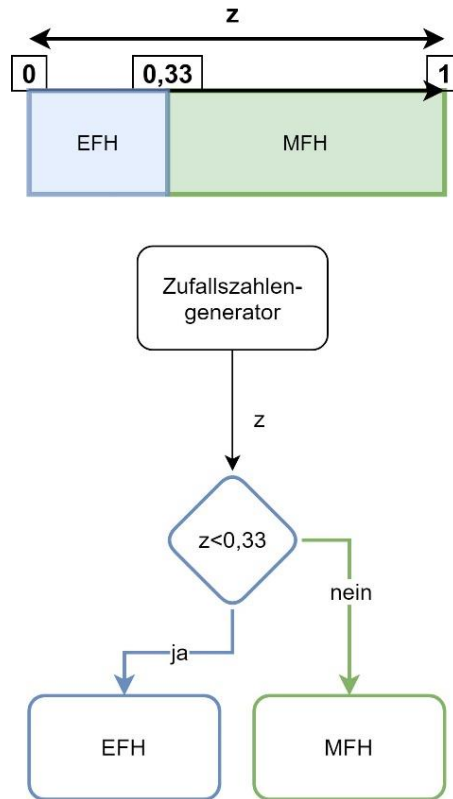 z
0
0,33
1
EFH
MFH
Zufallszahlen-
generator
z
z<0,33
nein
ja
EFH
MFH